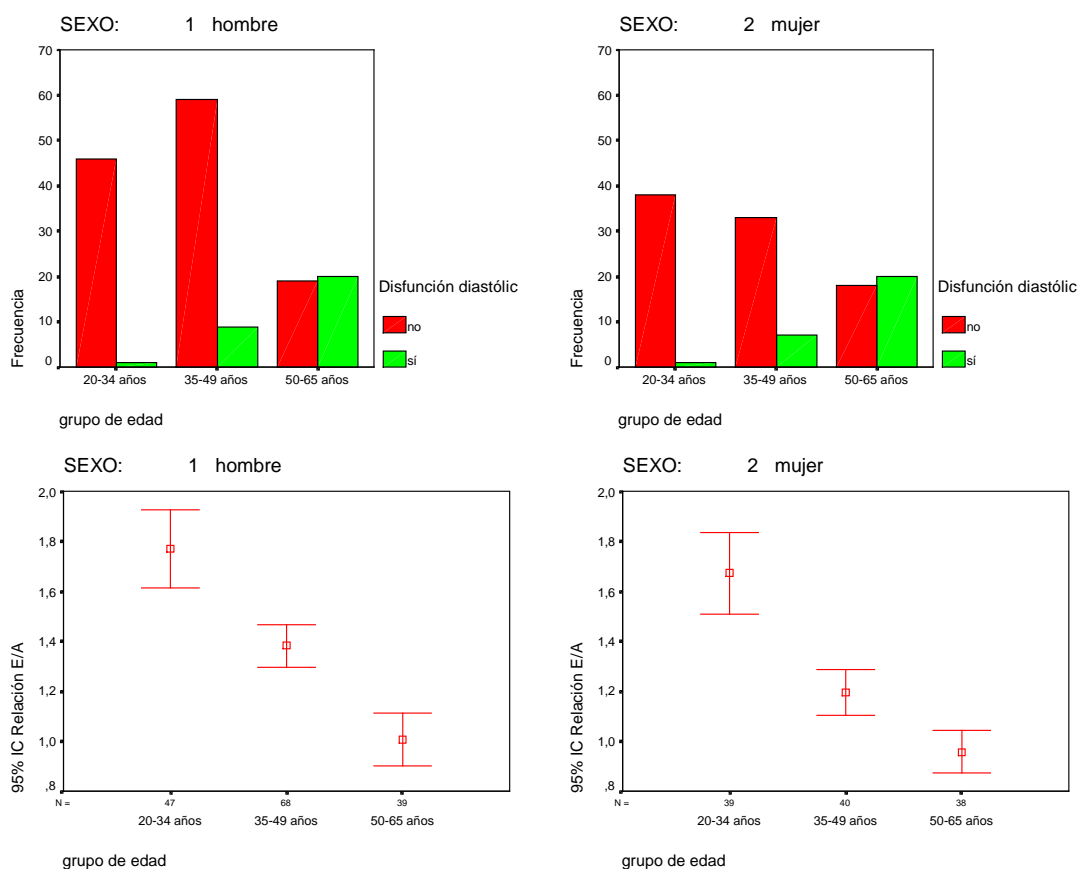 SEXO: 1 hombre
70
60
50
40
30
20
10
0
Frecuencia
20-34 años 35-49 años 50-65 años
grupo de edad
Disfunción diastólic
no
sí
SEXO: 2 mujer
70
60
50
40
30
20
10
0
Frecuencia
20-34 años 35-49 años 50-65 años
grupo de edad
Disfunción diastólic
no
sí
SEXO: 1 hombre
2,0
1,8
1,6
1,4
1,2
1,0
,8
95% IC Relación E/A
N = 47 68 39
20-34 años 35-49 años 50-65 años
grupo de edad
SEXO: 2 mujer
2,0
1,8
1,6
1,4
1,2
1,0
,8
95% IC Relación E/A
N = 39 40 38
20-34 años 35-49 años 50-65 años
grupo de edad